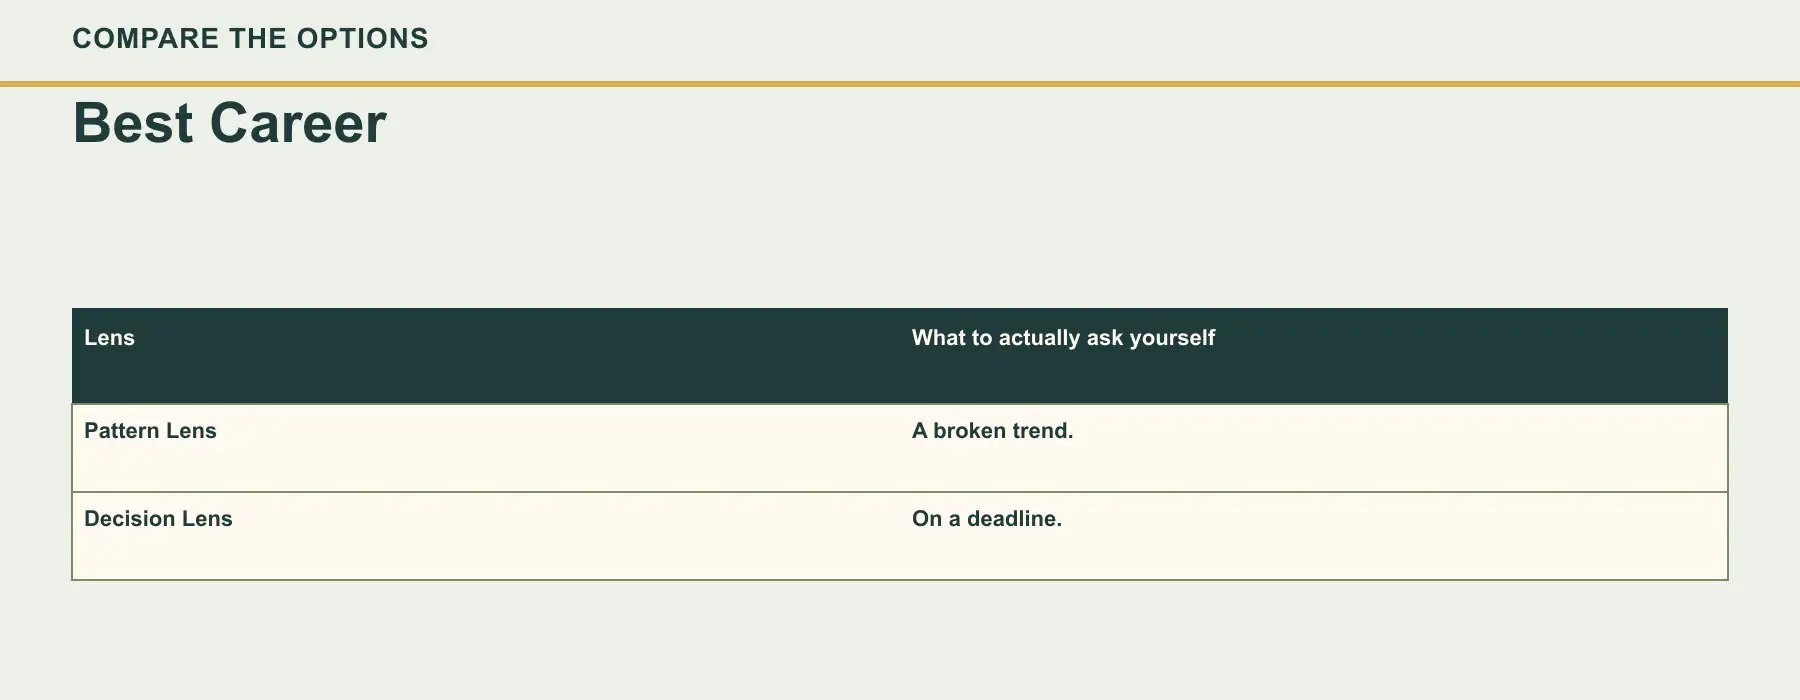 COMPARE THE OPTIONS
Best Career
Lens
What to actually ask yourself
Pattern Lens
A broken trend.
Decision Lens
On a deadline.